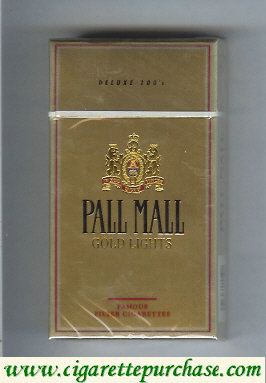 DELUXE 100's
PALL MALL
GOLD LIGHTS
FAMOUS
FILTER CIGARETTES
www.cigarettepurchase.com